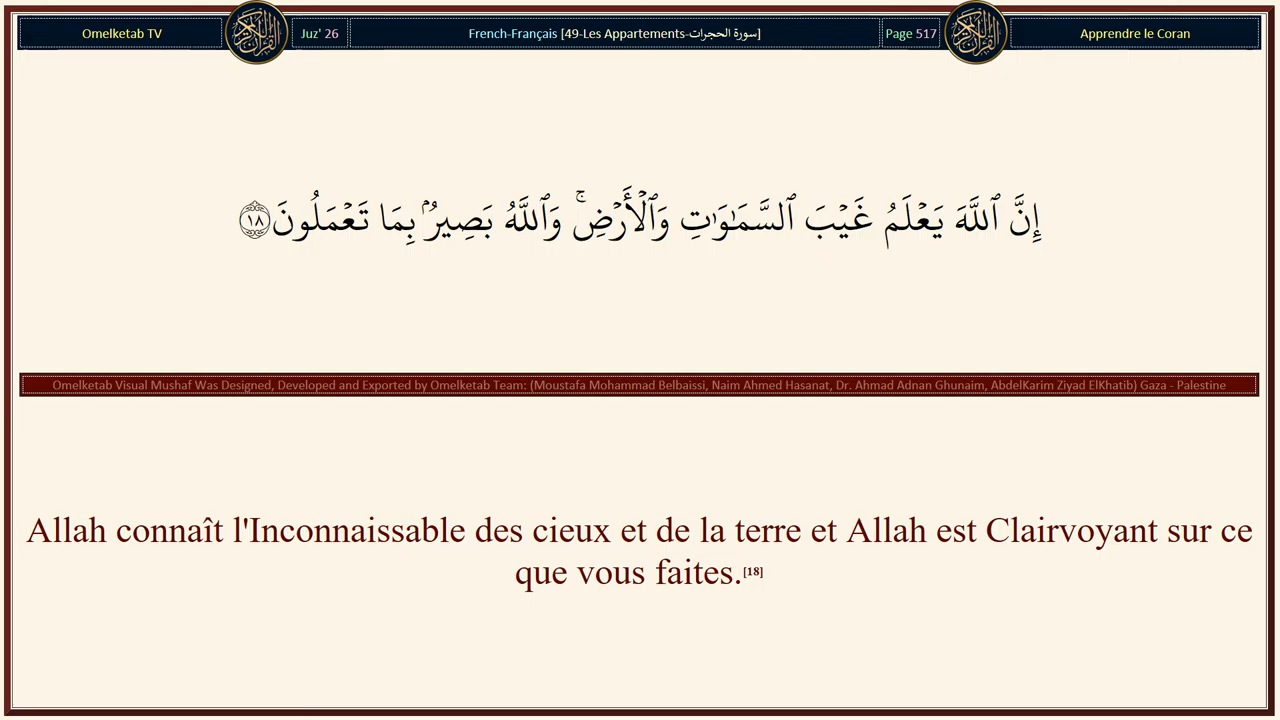 Omelketab TV
Juz' 26
French-Français [49-Les Appartements-سورة الحجرات]
Page 517
Apprendre le Coran
إِنَّ ٱللَّهَ يَعۡلَمُ غَيۡبَ ٱلسَّمَٰوَٰتِ وَٱلۡأَرۡضِۚ وَٱللَّهُ بَصِيرُۢ بِمَا تَعۡمَلُونَ ١٨
Omelketab Visual Mushaf Was Designed, Developed and Exported by Omelketab Team: (Moustafa Mohammad Belbaissi, Naim Ahmed Hasanat, Dr. Ahmad Adnan Ghunaim, AbdelKarim Ziyad ElKhatib) Gaza - Palestine
Allah connaît l'Inconnaissable des cieux et de la terre et Allah est Clairvoyant sur ce
que vous faites.[18]